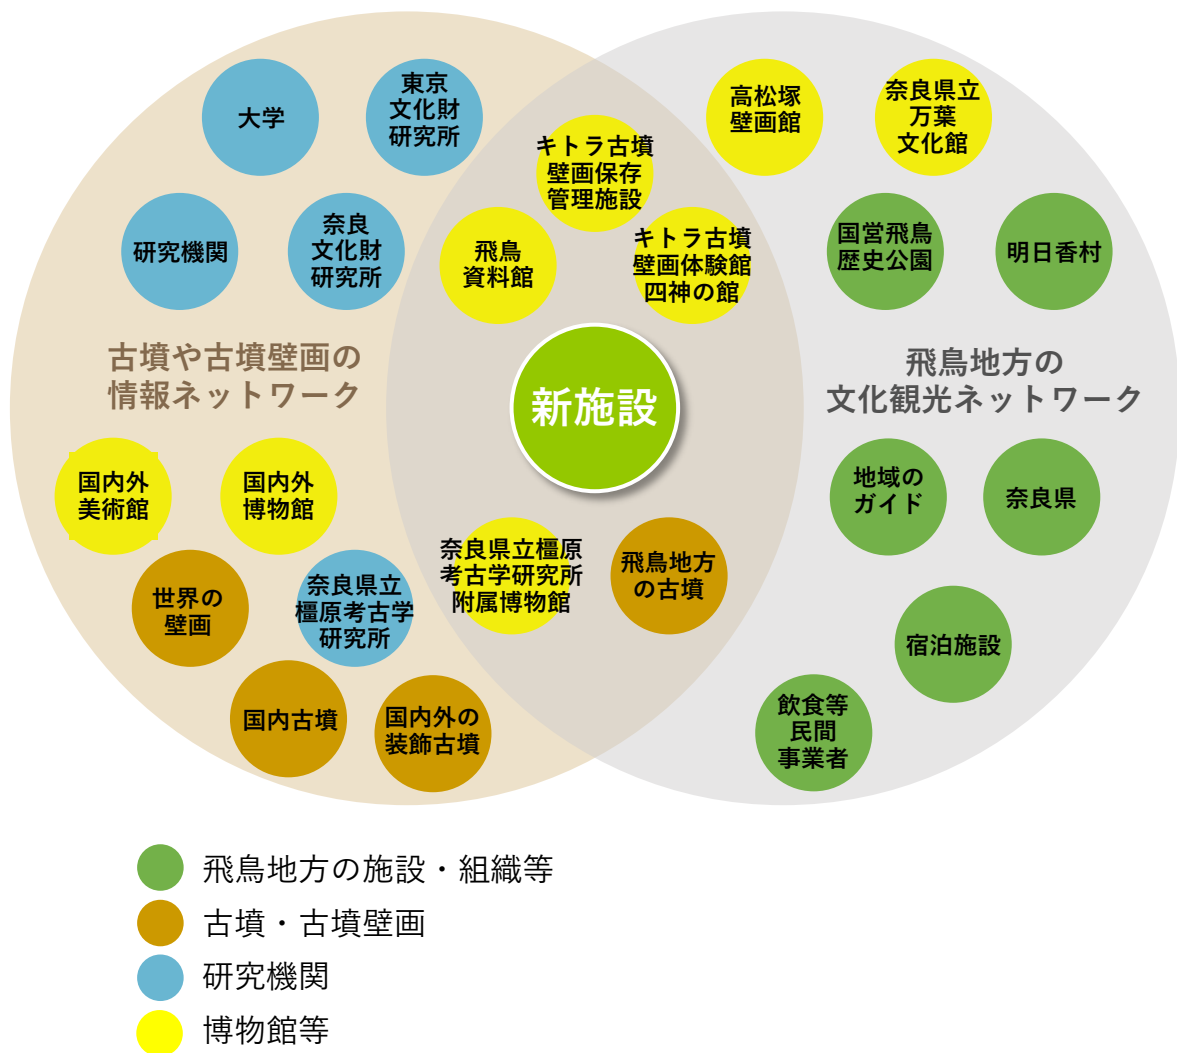 大学
東京
文化財
研究所
研究機関
奈良
文化財
研究所
古墳や古墳壁画の
情報ネットワーク
国内外
美術館
国内外
博物館
世界の
壁画
奈良県立
橿原考古学
研究所
国内古墳
国内外の
装飾古墳
キトラ古墳
壁画保存
管理施設
飛鳥
資料館
キトラ古墳
壁画体験館
四神の館
新施設
奈良県立橿原
考古学研究所
附属博物館
飛鳥地方
の古墳
高松塚
壁画館
奈良県立
万葉
文化館
国営飛鳥
歴史公園
明日香村
飛鳥地方の
文化観光ネットワーク
地域の
ガイド
奈良県
宿泊施設
飲食等
民間
事業者
飛鳥地方の施設・組織等
古墳・古墳壁画
研究機関
博物館等